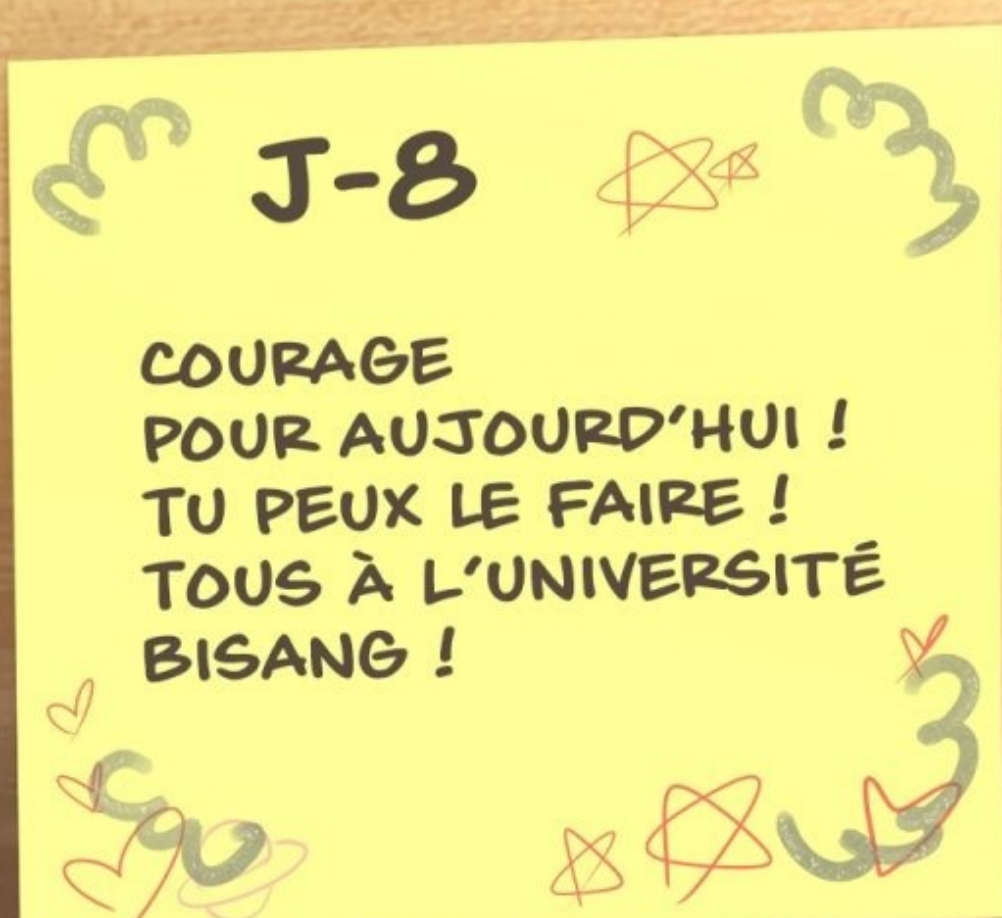 J-8
COURAGE
POUR AUJOURD'HUI !
TU PEUX LE FAIRE !
TOUS À L'UNIVERSITÉ
BISANG !